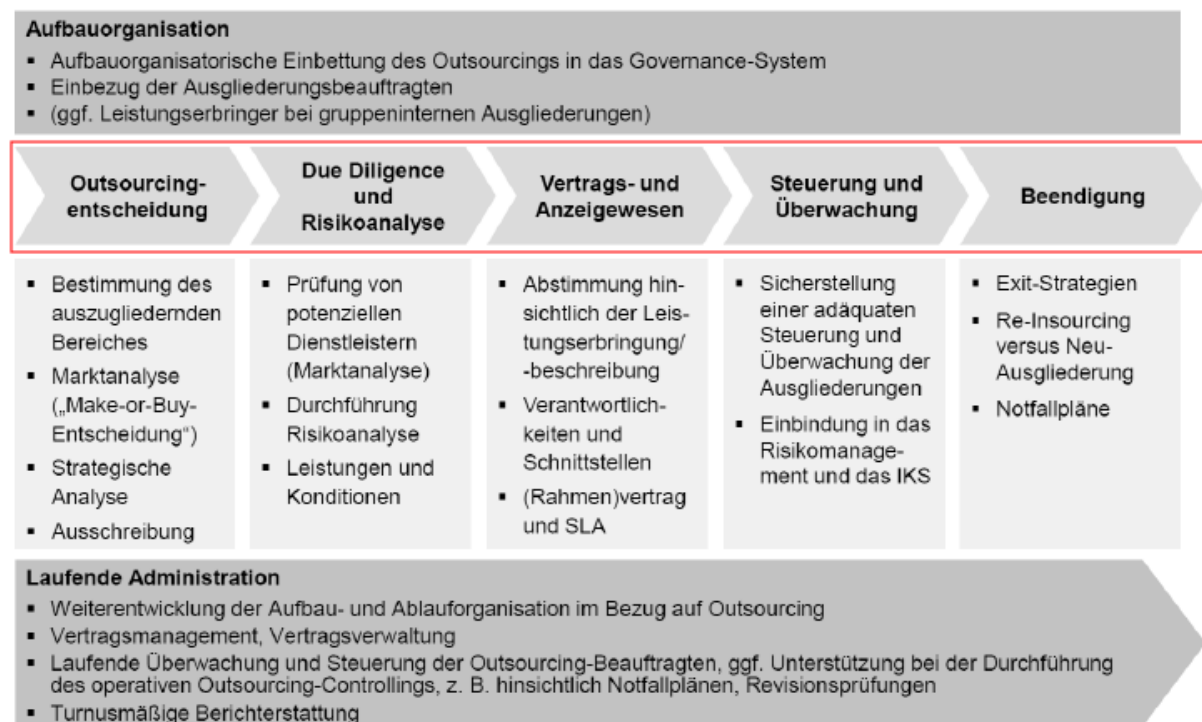 Aufbauorganisation
▪ Aufbauorganisatorische Einbettung des Outsourcings in das Governance-System
▪ Einbezug der Ausgliederungsbeauftragten
▪ (ggf. Leistungserbringer bei gruppeninternen Ausgliederungen)
Outsourcing-
entscheidung
Due Diligence
und
Risikoanalyse
Vertrags- und
Anzeigewesen
Steuerung und
Überwachung
Beendigung
▪ Bestimmung des
auszugliedernden
Bereiches
▪ Marktanalyse
(„Make-or-Buy-
Entscheidung“)
▪ Strategische
Analyse
▪ Ausschreibung
▪ Prüfung von
potenziellen
Dienstleistern
(Marktanalyse)
▪ Durchführung
Risikoanalyse
▪ Leistungen und
Konditionen
▪ Abstimmung hin-
sichtlich der Leis-
tungserbringung/
-beschreibung
▪ Verantwortlich-
keiten und
Schnittstellen
▪ (Rahmen)vertrag
und SLA
▪ Sicherstellung
einer adäquaten
Steuerung und
Überwachung der
Ausgliederungen
▪ Einbindung in das
Risikomanage-
ment und das IKS
▪ Exit-Strategien
▪ Re-Insourcing
versus Neu-
Ausgliederung
▪ Notfallpläne
Laufende Administration
▪ Weiterentwicklung der Aufbau- und Ablauforganisation im Bezug auf Outsourcing
▪ Vertragsmanagement, Vertragsverwaltung
▪ Laufende Überwachung und Steuerung der Outsourcing-Beauftragten, ggf. Unterstützung bei der Durchführung
des operativen Outsourcing-Controllings, z. B. hinsichtlich Notfallplänen, Revisionsprüfungen
▪ Turnusmäßige Berichterstattung